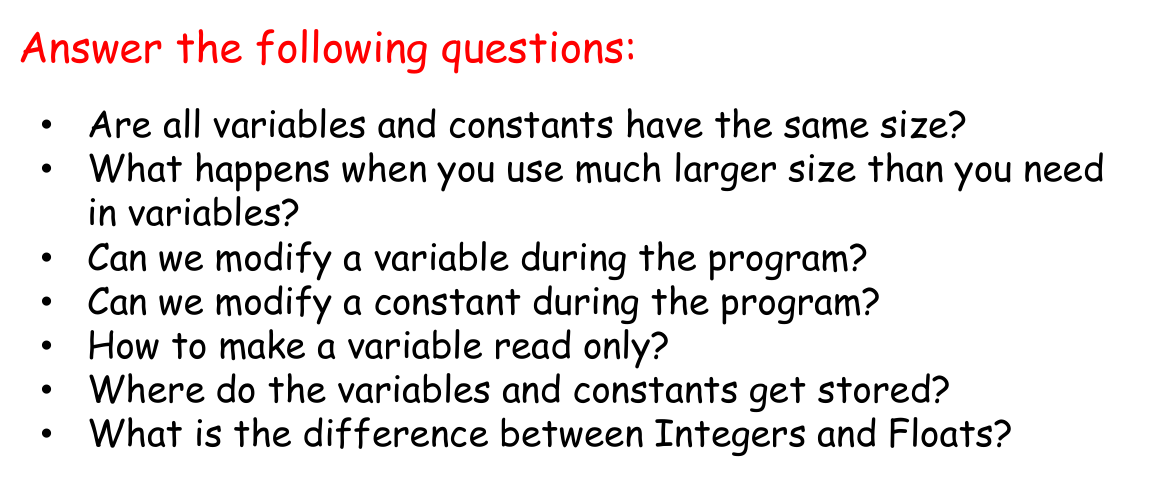 Answer the following questions:
• Are all variables and constants have the same size?
• What happens when you use much larger size than you need
in variables?
• Can we modify a variable during the program?
• Can we modify a constant during the program?
• How to make a variable read only?
• Where do the variables and constants get stored?
• What is the difference between Integers and Floats?